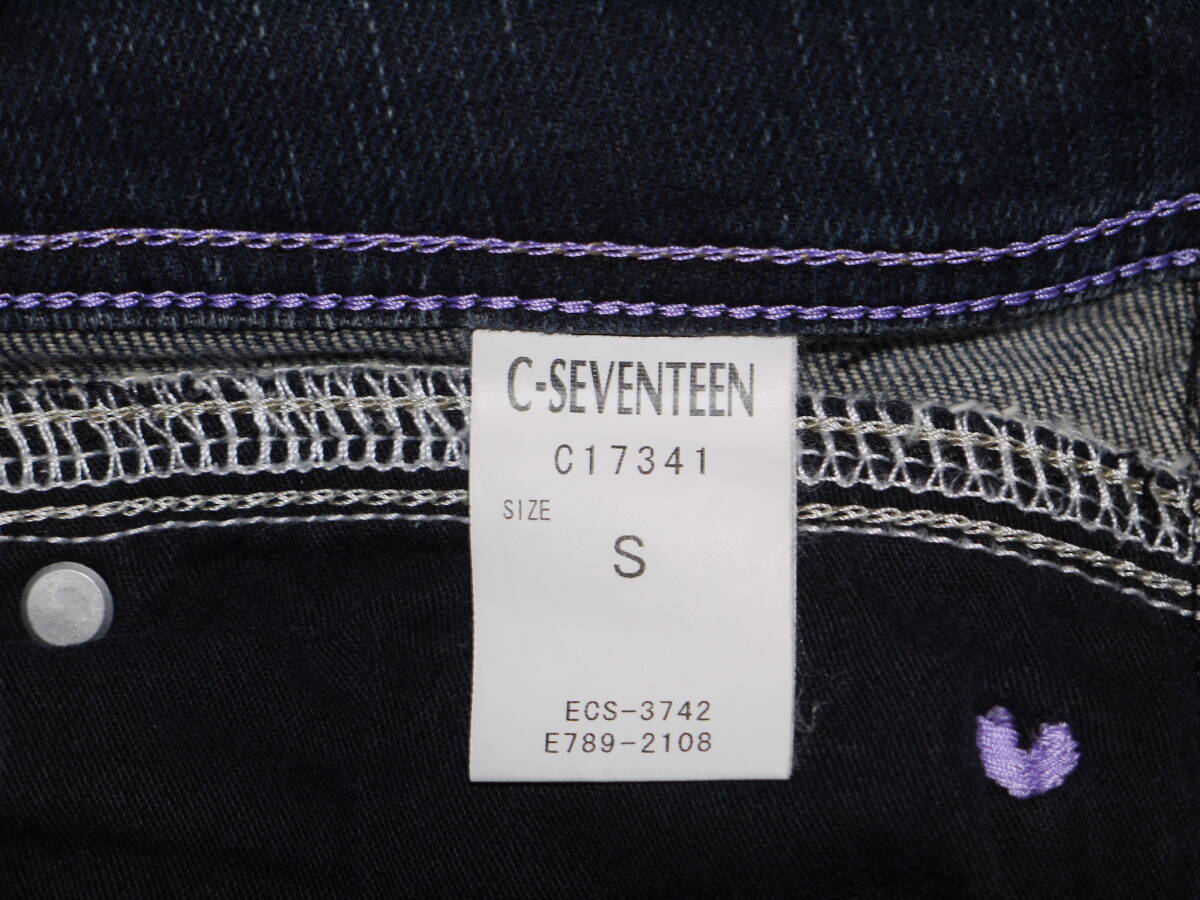 C-SEVENTEEN
C17341
SIZE
S
ECS-3742
E789-2108